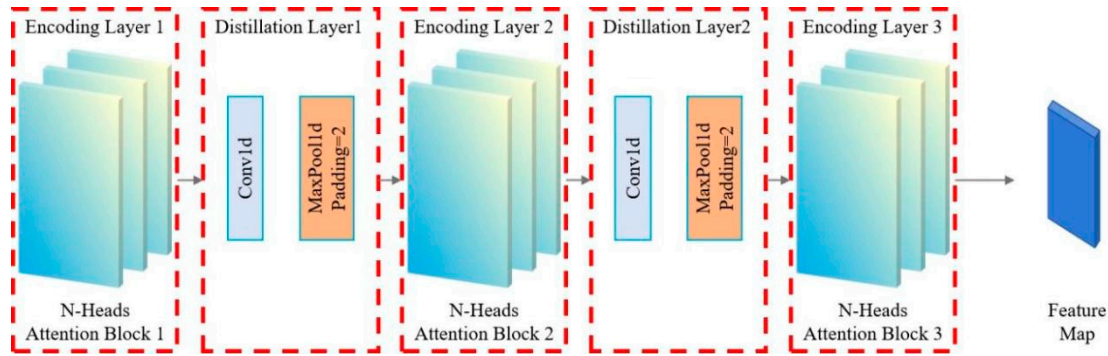 Encoding Layer 1
Distillation Layer1
Encoding Layer 2
Distillation Layer2
Encoding Layer 3
Conv1d
MaxPool1d
Padding=2
Conv1d
MaxPool1d
Padding=2
N-Heads
Attention Block 1
N-Heads
Attention Block 2
N-Heads
Attention Block 3
Feature
Map